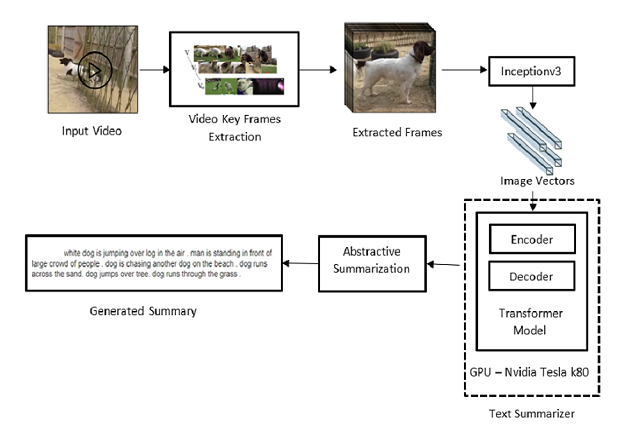 Input Video
Video Key Frames
Extraction
Extracted Frames
Inceptionv3
Image Vectors
Encoder
Decoder
Transformer
Model
GPU – Nvidia Tesla k80
Text Summarizer
Abstractive
Summarization
white dog is jumping over log in the air . man is standing in front of
large crowd of people . dog is chasing another dog on the beach . dog runs
across the sand. dog jumps over tree. dog runs through the grass .
Generated Summary